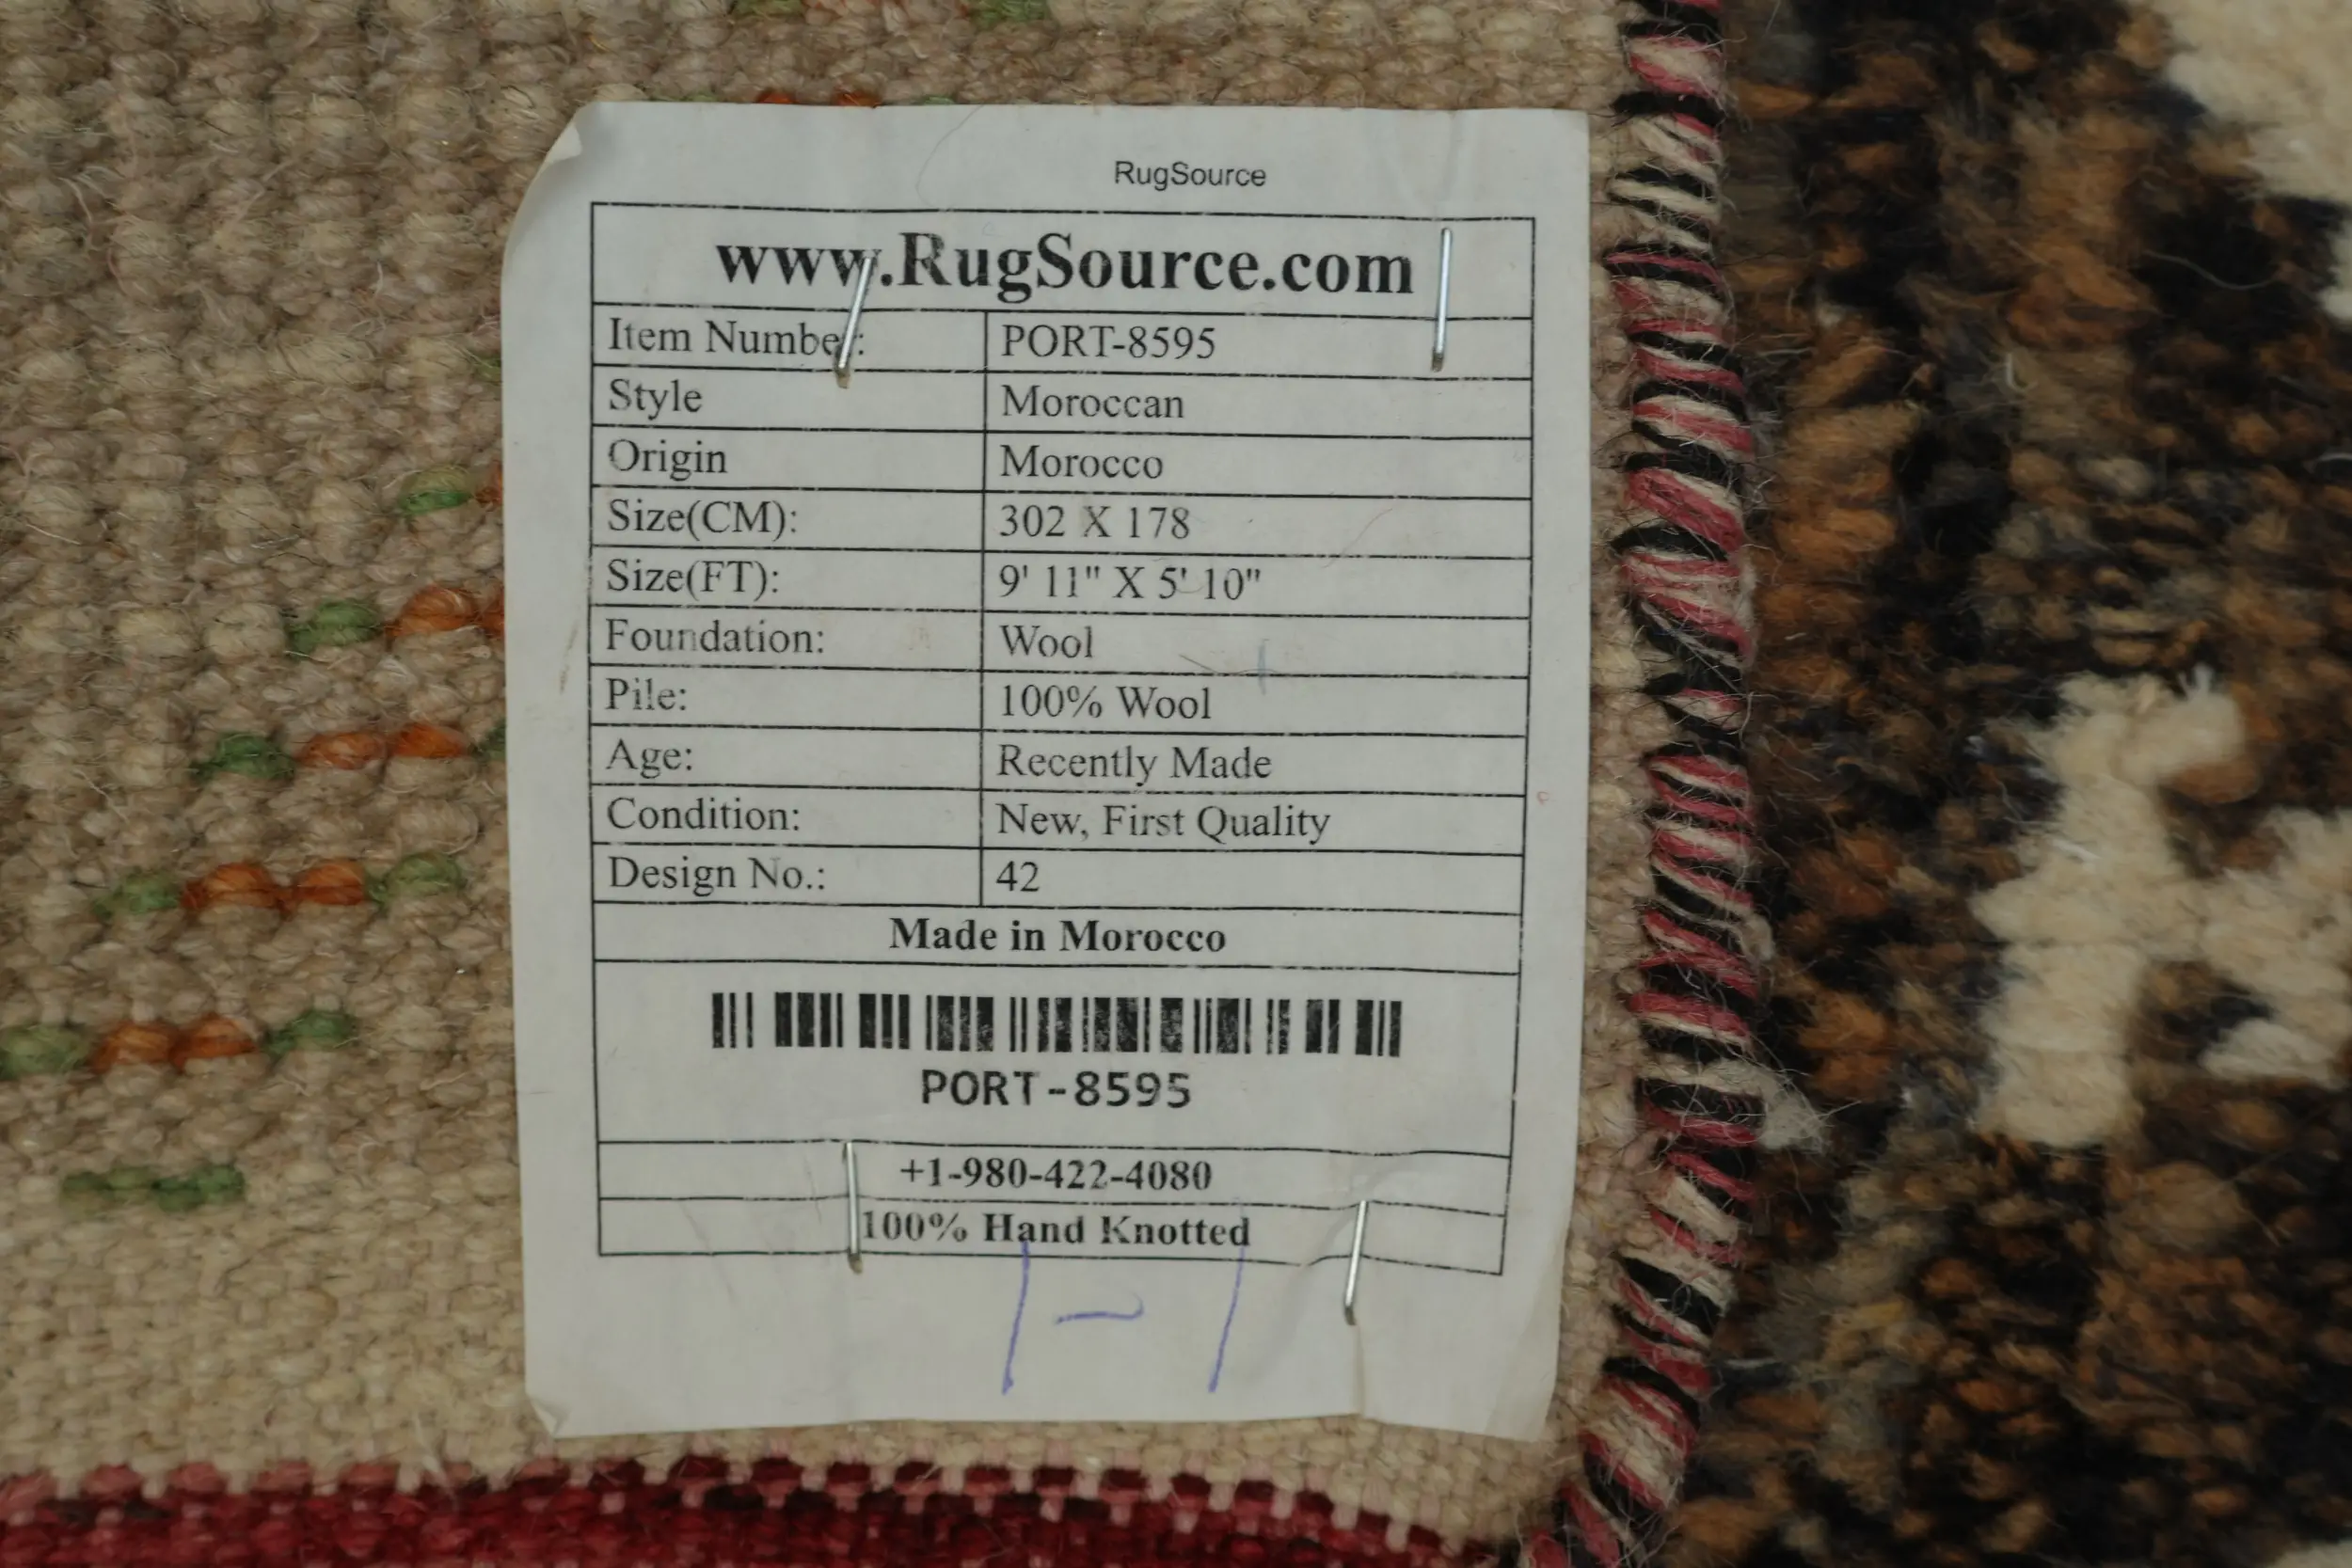 RugSource
www.RugSource.com
Item Number: PORT-8595
Style Moroccan
Origin Morocco
Size(CM): 302 X 178
Size(FT): 9' 11" X 5' 10"
Foundation: Wool
Pile: 100% Wool
Age: Recently Made
Condition: New, First Quality
Design No.: 42
Made in Morocco
PORT-8595
+1-980-422-4080
100% Hand Knotted
1-1